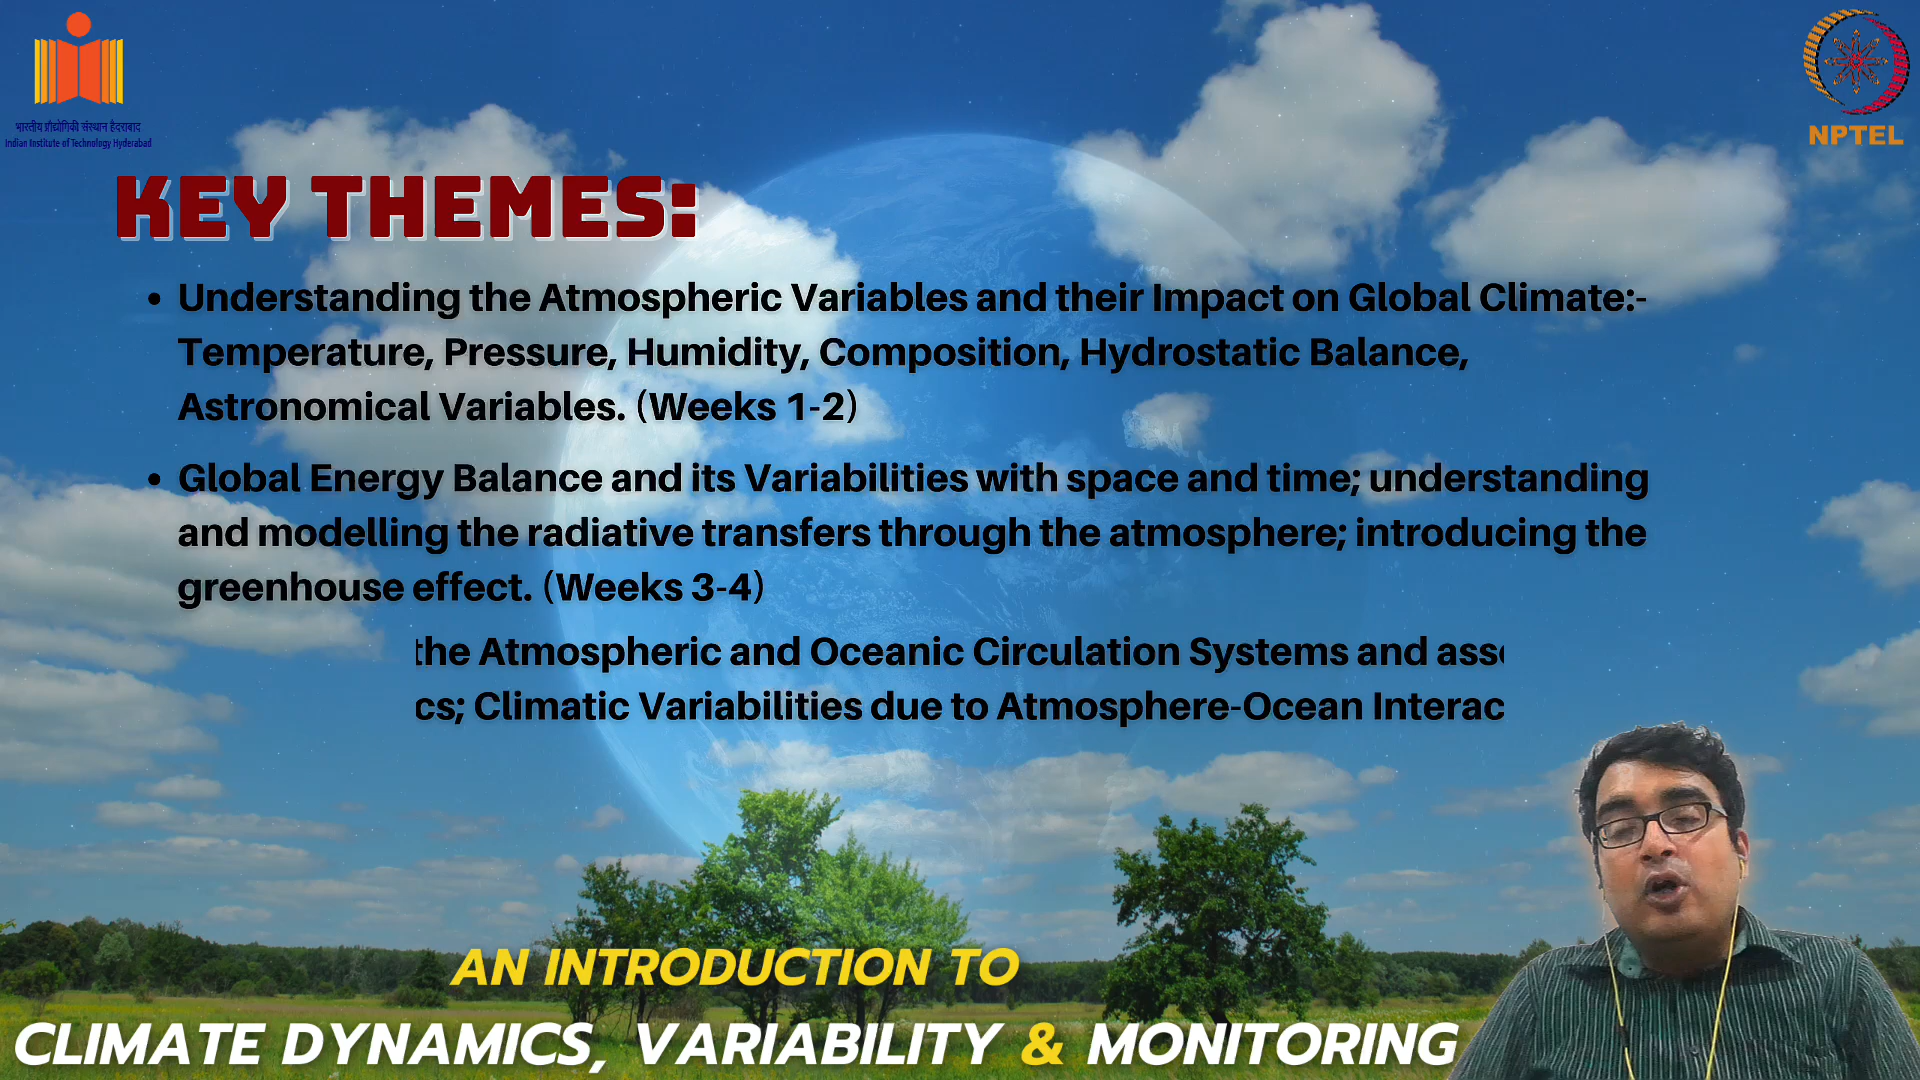 भारतीय प्रौद्योगिकी संस्थान हैदराबाद
Indian Institute of Technology Hyderabad
NPTEL
KEY THEMES:
• Understanding the Atmospheric Variables and their Impact on Global Climate:-
Temperature, Pressure, Humidity, Composition, Hydrostatic Balance,
Astronomical Variables. (Weeks 1-2)
• Global Energy Balance and its Variabilities with space and time; understanding
and modelling the radiative transfers through the atmosphere; introducing the
greenhouse effect. (Weeks 3-4)
the Atmospheric and Oceanic Circulation Systems and
cs; Climatic Variabilities due to Atmosphere-Ocean Interac
AN INTRODUCTION TO
CLIMATE DYNAMICS, VARIABILITY & MONITORING